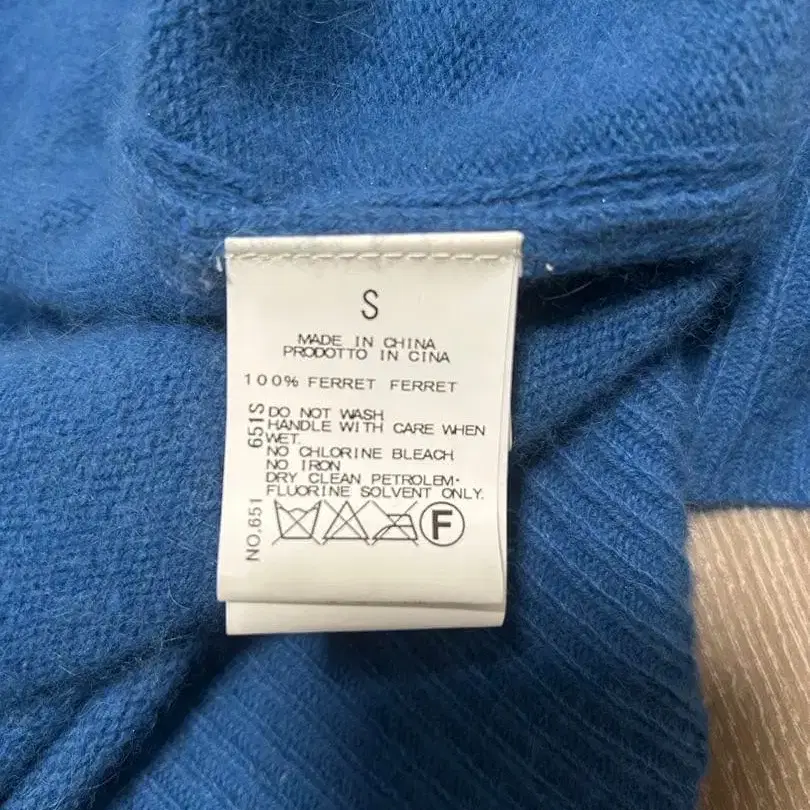 S
MADE IN CHINA
PRODOTTO IN CINA
100% FERRET FERRET
DO NOT WASH
HANDLE WITH CARE WHEN
WET.
NO CHLORINE BLEACH
NO IRON
DRY CLEAN PETROLEM·
FLUORINE SOLVENT ONLY.
F
NO.651 651S